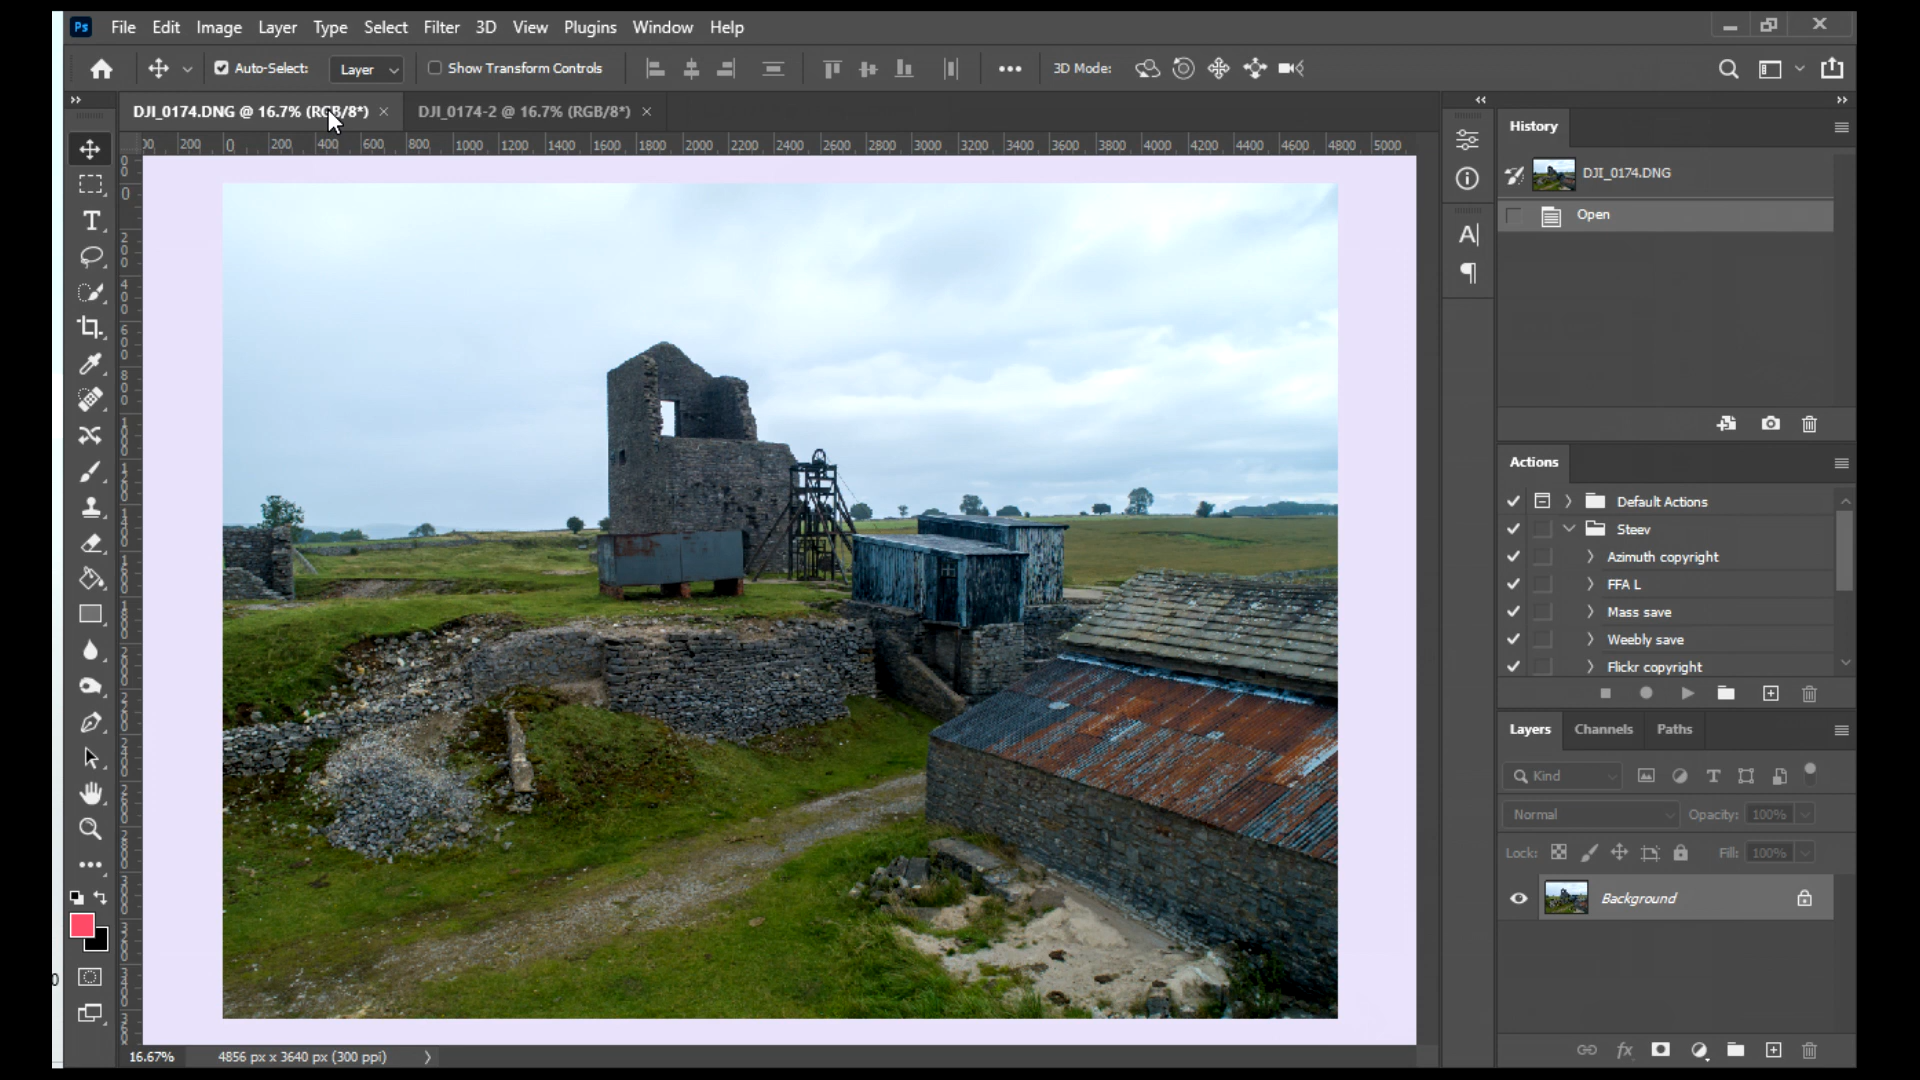 Ps File Edit Image Layer Type Select Filter 3D View Plugins Window Help
Auto-Select: Layer Show Transform Controls 3D Mode:
DJI_0174.DNG @ 16.7% (RGB/8*) DJI_0174-2 @ 16.7% (RGB/8*)
200 0 200 400 600 800 1000 1200 1400 1600 1800 2000 2200 2400 2600 2800 3000 3200 3400 3600 3800 4000 4200 4400 4600 4800 5000
History
DJI_0174.DNG
Open
Actions
Default Actions
Steev
Azimuth copyright
FFA L
Mass save
Weebly save
Flickr copyright
Layers Channels Paths
Kind
Normal Opacity: 100%
Lock: Fill: 100%
Background
16.67% 4856 px x 3640 px (300 ppi)